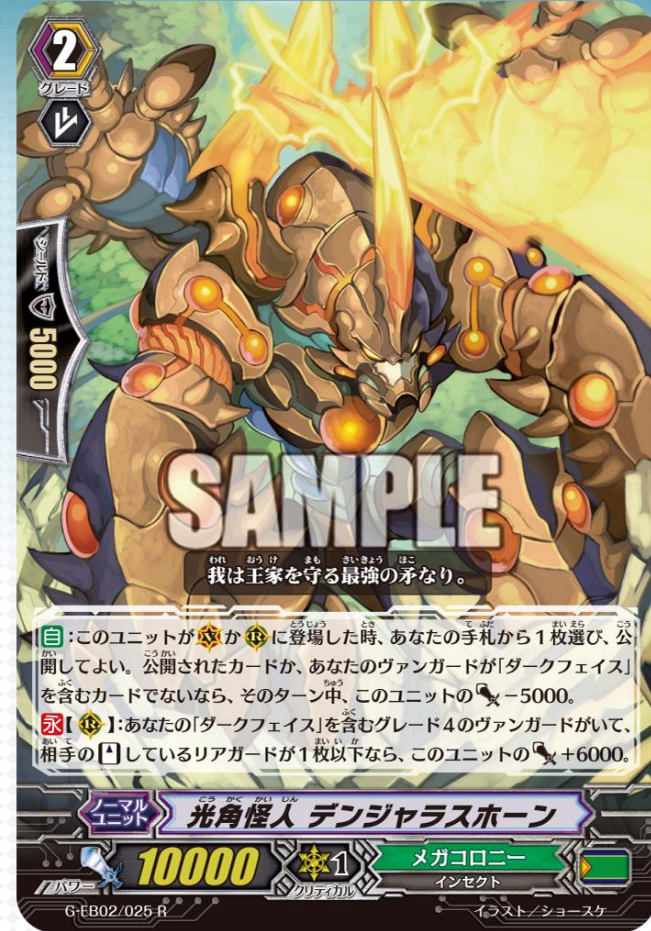 2
グレード
シールド 5000
SAMPLE
我は王家を守る最強の矛なり。
自:このユニットがVかRに登場した時、あなたの手札から1枚選び、公
開してよい。公開されたカードか、あなたのヴァンガードが「ダークフェイス」
を含むカードでないなら、そのターン中、このユニットの-5000。
永【R】:あなたの「ダークフェイス」を含むグレード4のヴァンガードがいて、
相手のしているリアガードが1枚以下なら、このユニットの+6000。
ノーマル
ユニット
光角怪人 デンジャラスホーン
パワー 10000 1 クリティカル
メガコロニー
インセクト
G-EB02/025 R
イラスト/ショースケ